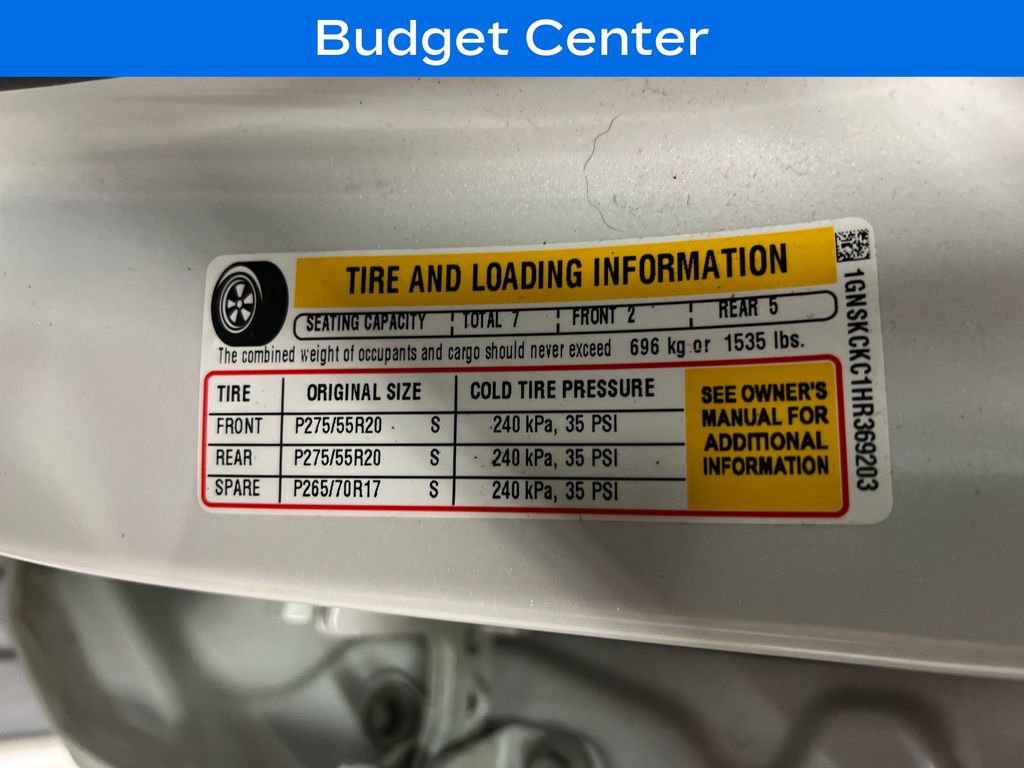 Budget Center
TIRE AND LOADING INFORMATION
SEATING CAPACITY TOTAL 7 FRONT 2 REAR 5
The combined weight of occupants and cargo should never exceed 696 kg or 1535 lbs.
TIRE ORIGINAL SIZE COLD TIRE PRESSURE
FRONT P275/55R20 S 240 kPa, 35 PSI
REAR P275/55R20 S 240 kPa, 35 PSI
SPARE P265/70R17 S 240 kPa, 35 PSI
SEE OWNER'S
MANUAL FOR
ADDITIONAL
INFORMATION
1GNSKCKC1HR369203